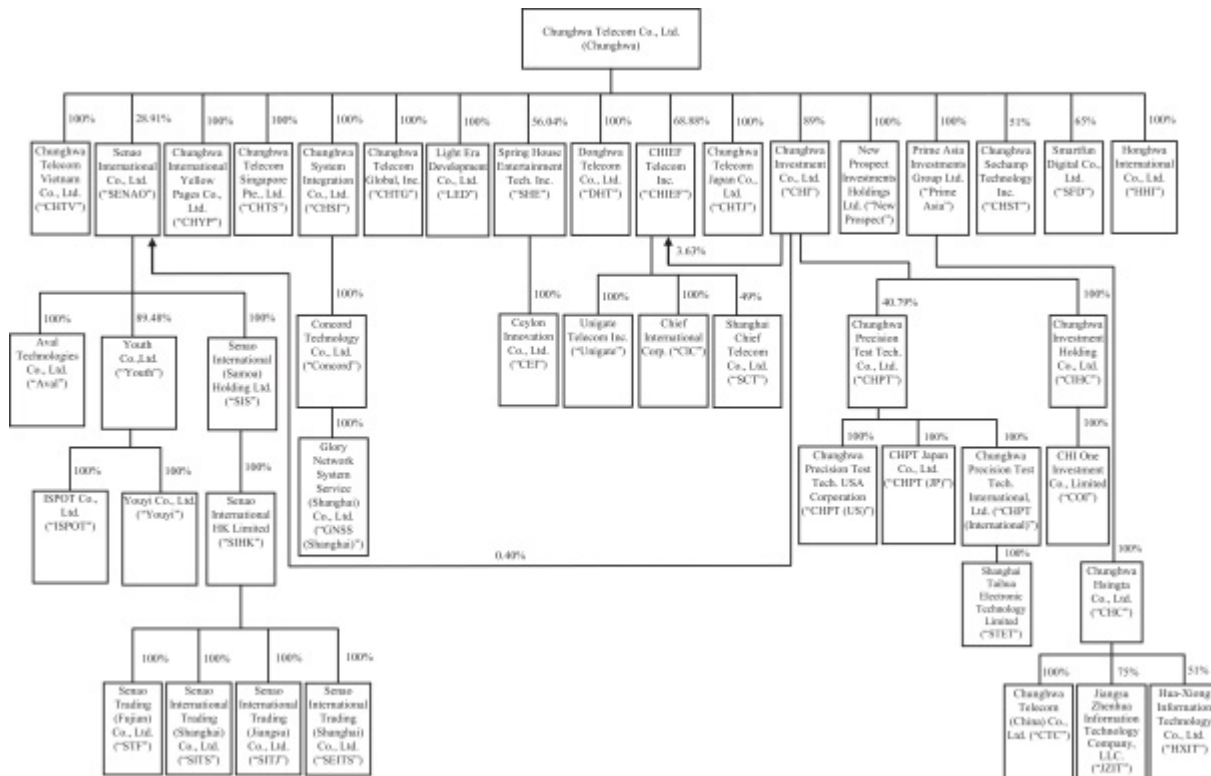 Chunghwa Telecom Co., Ltd.
(Chunghwa)
100%
28.91%
100%
100%
100%
100%
100%
56.04%
100%
68.88%
100%
89%
100%
100%
51%
65%
100%
Chunghwa
Telecom
Vietnam
Co., Ltd.
("CHTV")
Senao
International
Co., Ltd.
("SENAO")
Chunghwa
International
Yellow
Pages Co.,
Ltd.
("CHYP")
Chunghwa
Telecom
Singapore
Pte., Ltd.
("CHTS")
Chunghwa
System
Integration
Co., Ltd.
("CHSI")
Chunghwa
Telecom
Global, Inc.
("CHTG")
Light Era
Development
Co., Ltd.
("LED")
Spring House
Entertainment
Tech. Inc.
("SHE")
Donghwa
Telecom
Co., Ltd.
("DHT")
CHIEF
Telecom
Inc.
("CHIEF")
Chunghwa
Telecom
Japan Co.,
Ltd.
("CHTJ")
Chunghwa
Investment
Co., Ltd.
("CHI")
New
Prospect
Investments
Holdings
Ltd. ("New
Prospect")
Prime Asia
Investments
Group Ltd.
("Prime
Asia")
Chunghwa
Sochamp
Technology
Inc.
("CHST")
Smartfun
Digital Co.,
Ltd.
("SFD")
Honghwa
International
Co., Ltd.
("HHI")
3.63%
100%
89.48%
100%
100%
100%
100%
100%
49%
40.79%
100%
Aval
Technologies
Co., Ltd.
("Aval")
Youth
Co.,Ltd.
("Youth")
Senao
International
(Samoa)
Holding Ltd.
("SIS")
Concord
Technology
Co., Ltd.
("Concord")
Ceylon
Innovation
Co., Ltd.
("CEI")
Unigate
Telecom Inc.
("Unigate")
Chief
International
Corp. ("CIC")
Shanghai
Chief
Telecom
Co., Ltd.
("SCT")
Chunghwa
Precision
Test Tech.
Co., Ltd.
("CHPT")
Chunghwa
Investment
Holding
Co., Ltd.
("CIHC")
100%
100%
100%
100%
100%
100%
100%
100%
ISPOT Co.,
Ltd.
("ISPOT")
Youyi Co., Ltd.
("Youyi")
Senao
International
HK Limited
("SIHK")
Glory
Network
System
Service
(Shanghai)
Co., Ltd.
("GNSS
(Shanghai)")
Chunghwa
Precision Test
Tech. USA
Corporation
("CHPT (US)")
CHPT Japan
Co., Ltd.
("CHPT (JP)")
Chunghwa
Precision Test
Tech.
International,
Ltd. ("CHPT
(International)")
CHI One
Investment
Co., Limited
("COI")
0.40%
100%
100%
Shanghai
Taihua
Electronic
Technology
Limited
("STET")
Chunghwa
Hsingta
Co., Ltd.
("CHC")
100%
100%
100%
100%
100%
75%
51%
Senao
Trading
(Fujian)
Co., Ltd.
("STF")
Senao
International
Trading
(Shanghai)
Co., Ltd.
("SITS")
Senao
International
Trading
(Jiangsu)
Co., Ltd.
("SITJ")
Senao
International
Trading
(Shanghai)
Co., Ltd.
("SEITS")
Chunghwa
Telecom
(China) Co.,
Ltd. ("CTC")
Jiangsu
Zhenhua
Information
Technology
Company,
LLC.
("JZIT")
Hua-Xiong
Information
Technology
Co., Ltd.
("HXIT")